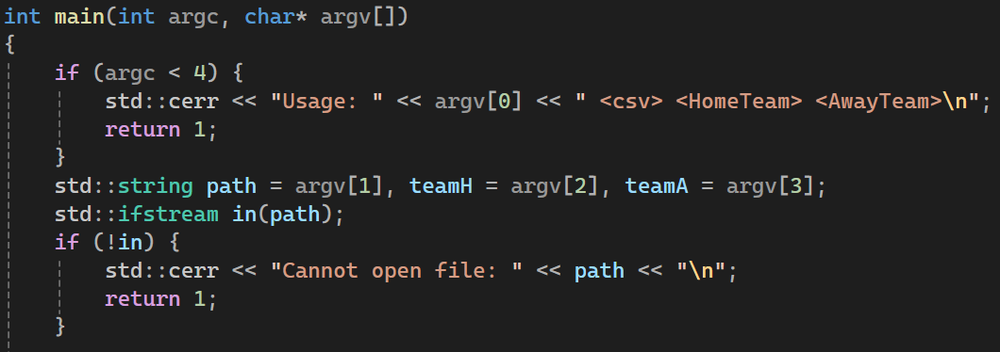 int main(int argc, char* argv[])
{
    if (argc < 4) {
        std::cerr << "Usage: " << argv[0] << " <csv> <HomeTeam> <AwayTeam>\n";
        return 1;
    }
    std::string path = argv[1], teamH = argv[2], teamA = argv[3];
    std::ifstream in(path);
    if (!in) {
        std::cerr << "Cannot open file: " << path << "\n";
        return 1;
    }